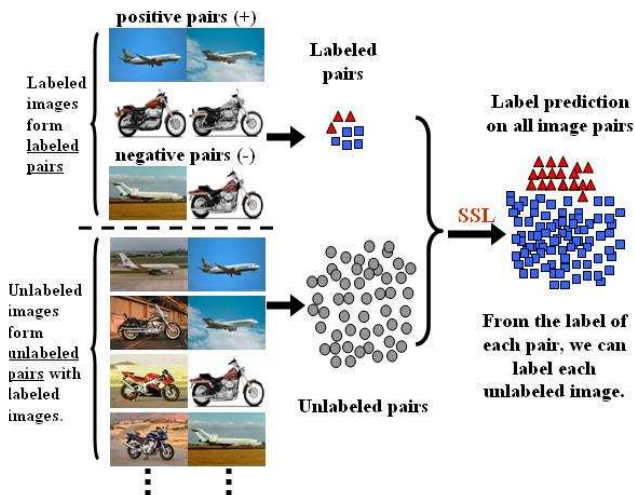 positive pairs (+)
Labeled
images
form
labeled
pairs
negative pairs (-)
Labeled
pairs
Unlabeled
images
form
unlabeled
pairs with
labeled
images.
Unlabeled pairs
SSL
Label prediction
on all image pairs
From the label of
each pair, we can
label each
unlabeled image.